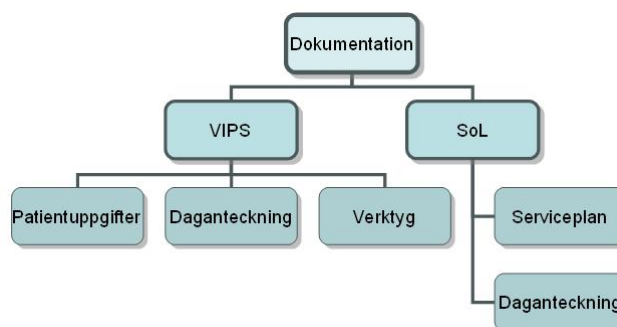 Dokumentation
VIPS
SoL
Patientuppgifter
Daganteckning
Verktyg
Serviceplan
Daganteckning